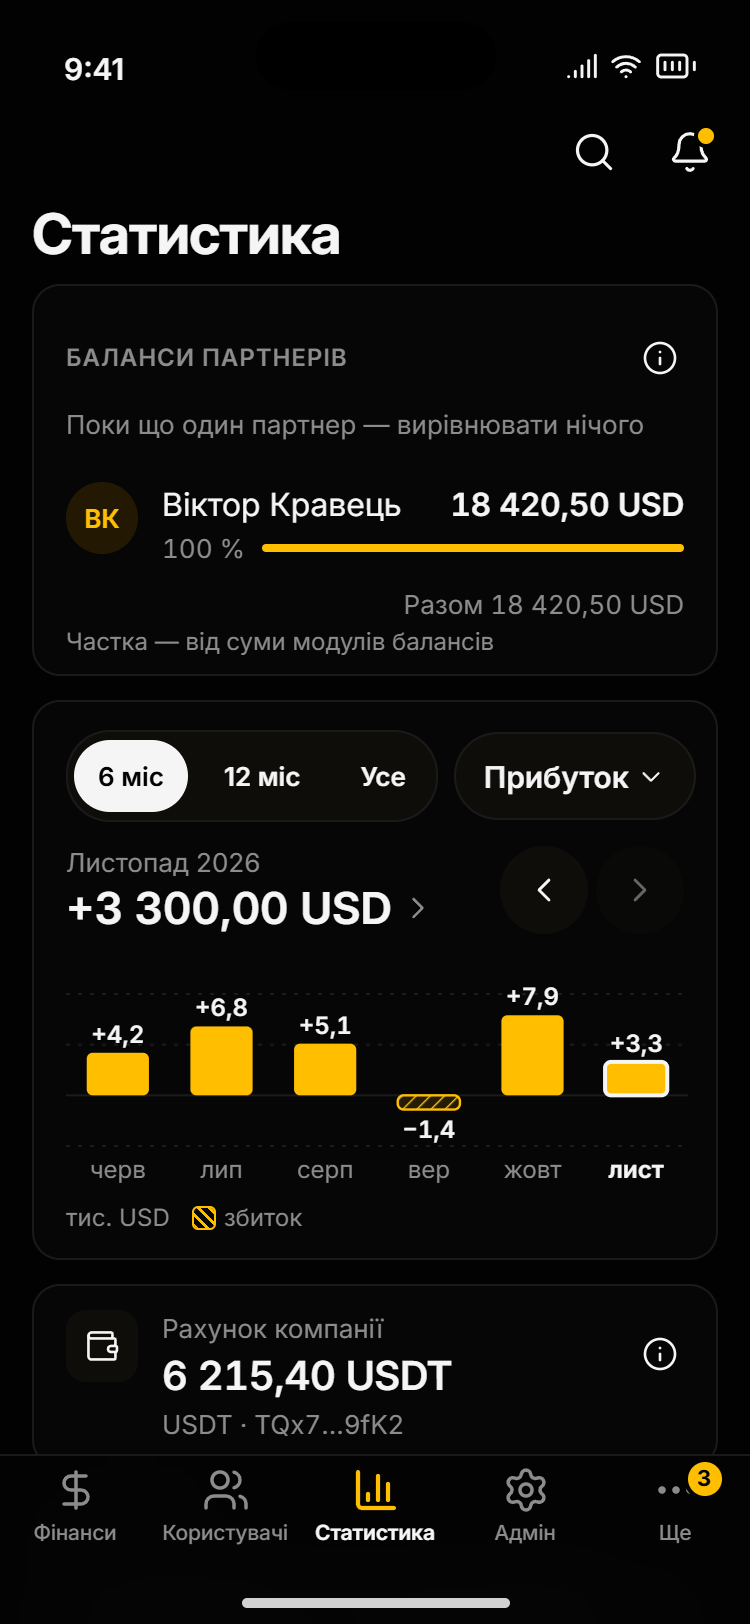 9:41
Статистика
БАЛАНСИ ПАРТНЕРІВ
Поки що один партнер — вирівнювати нічого
ВК
Віктор Кравець 18 420,50 USD
100 %
Разом 18 420,50 USD
Частка — від суми модулів балансів
6 міс 12 міс Усе Прибуток
Листопад 2026
+3 300,00 USD
+4,2 +6,8 +5,1 −1,4 +7,9 +3,3
черв лип серп вер жовт лист
тис. USD збиток
Рахунок компанії
6 215,40 USDT
USDT · TQx7…9fK2
3
Фінанси Користувачі Статистика Адмін Ще